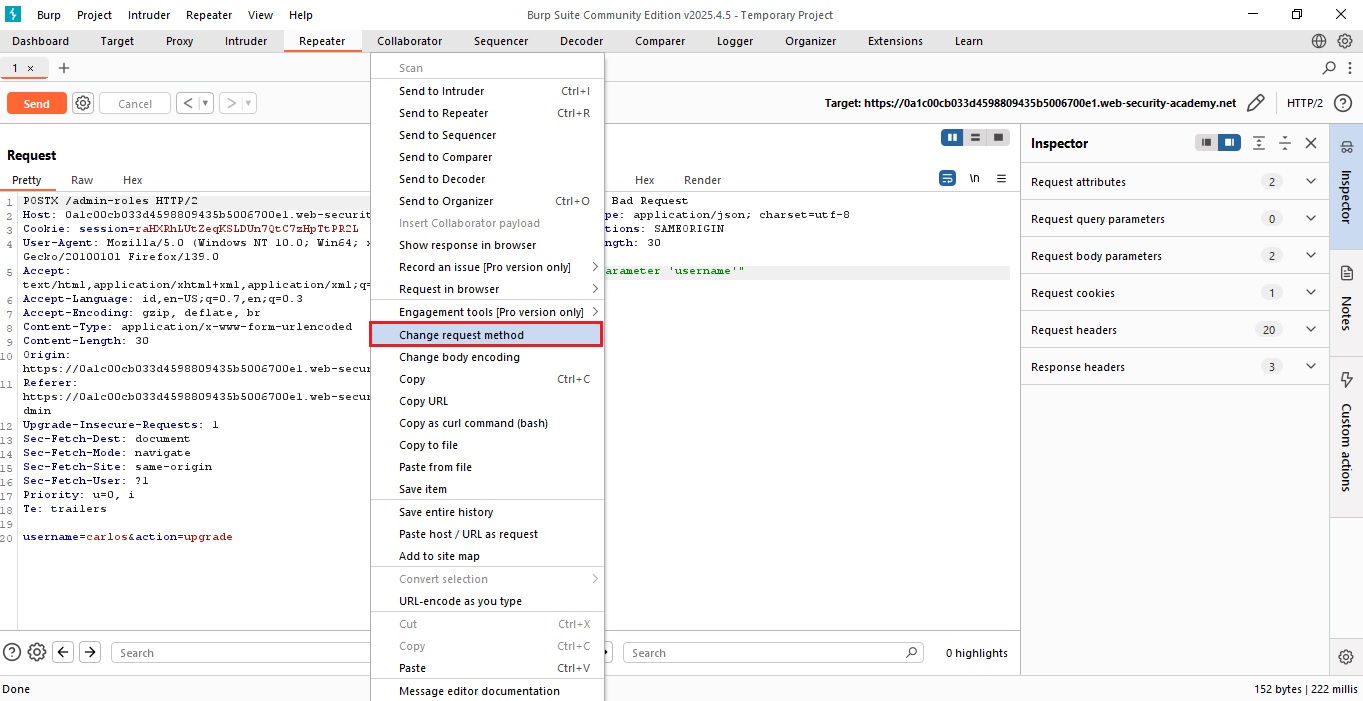 Burp Project Intruder Repeater View Help Burp Suite Community Edition v2025.4.5 - Temporary Project
Dashboard Target Proxy Intruder Repeater Collaborator Sequencer Decoder Comparer Logger Organizer Extensions Learn
1 × +
Send Cancel < > Target: https://0a1c00cb033d4598809435b5006700e1.web-security-academy.net HTTP/2
Request
Pretty Raw Hex
1 POSTX /admin-roles HTTP/2
2 Host: 0a1c00cb033d4598809435b5006700e1.web-securit
3 Cookie: session=raHXRhLUtZeqKSLDUn7QtC7zHpTtPR2L
4 User-Agent: Mozilla/5.0 (Windows NT 10.0; Win64; x
Gecko/20100101 Firefox/139.0
5 Accept:
text/html,application/xhtml+xml,application/xml;q=
6 Accept-Language: id,en-US;q=0.7,en;q=0.3
7 Accept-Encoding: gzip, deflate, br
8 Content-Type: application/x-www-form-urlencoded
9 Content-Length: 30
10 Origin:
https://0a1c00cb033d4598809435b5006700e1.web-secur
11 Referer:
https://0a1c00cb033d4598809435b5006700e1.web-secur
dmin
12 Upgrade-Insecure-Requests: 1
13 Sec-Fetch-Dest: document
14 Sec-Fetch-Mode: navigate
15 Sec-Fetch-Site: same-origin
16 Sec-Fetch-User: ?1
17 Priority: u=0, i
18 Te: trailers
19
20 username=carlos&action=upgrade
Scan
Send to Intruder Ctrl+I
Send to Repeater Ctrl+R
Send to Sequencer
Send to Comparer
Send to Decoder
Send to Organizer Ctrl+O
Insert Collaborator payload
Show response in browser
Record an issue [Pro version only]
Request in browser
Engagement tools [Pro version only]
Change request method
Change body encoding
Copy Ctrl+C
Copy URL
Copy as curl command (bash)
Copy to file
Paste from file
Save item
Save entire history
Paste host / URL as request
Add to site map
Convert selection
URL-encode as you type
Cut Ctrl+X
Copy Ctrl+C
Paste Ctrl+V
Message editor documentation
Hex Render \n
Bad Request
pe: application/json; charset=utf-8
tions: SAMEORIGIN
ngth: 30
arameter 'username'"
Inspector
Request attributes 2
Request query parameters 0
Request body parameters 2
Request cookies 1
Request headers 20
Response headers 3
Inspector
Notes
Custom actions
Search
Search 0 highlights
Done 152 bytes | 222 millis